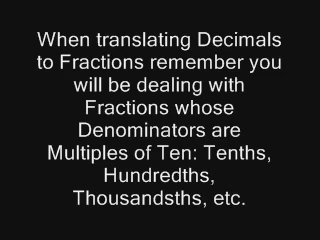 When translating Decimals
to Fractions remember you
will be dealing with
Fractions whose
Denominators are
Multiples of Ten: Tenths,
Hundredths,
Thousandsths, etc.